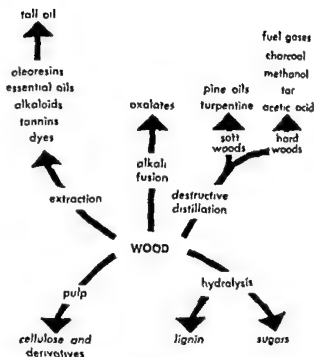 tall oil
oleoresins
essential oils
alkaloids
tannins
dyes
oxalates
pine oils
turpentine
fuel gases
charcoal
methanol
tar
acetic acid
soft
woods
hard
woods
alkali
fusion
extraction
destructive
distillation
WOOD
pulp
hydrolysis
cellulose and
derivatives
lignin
sugars